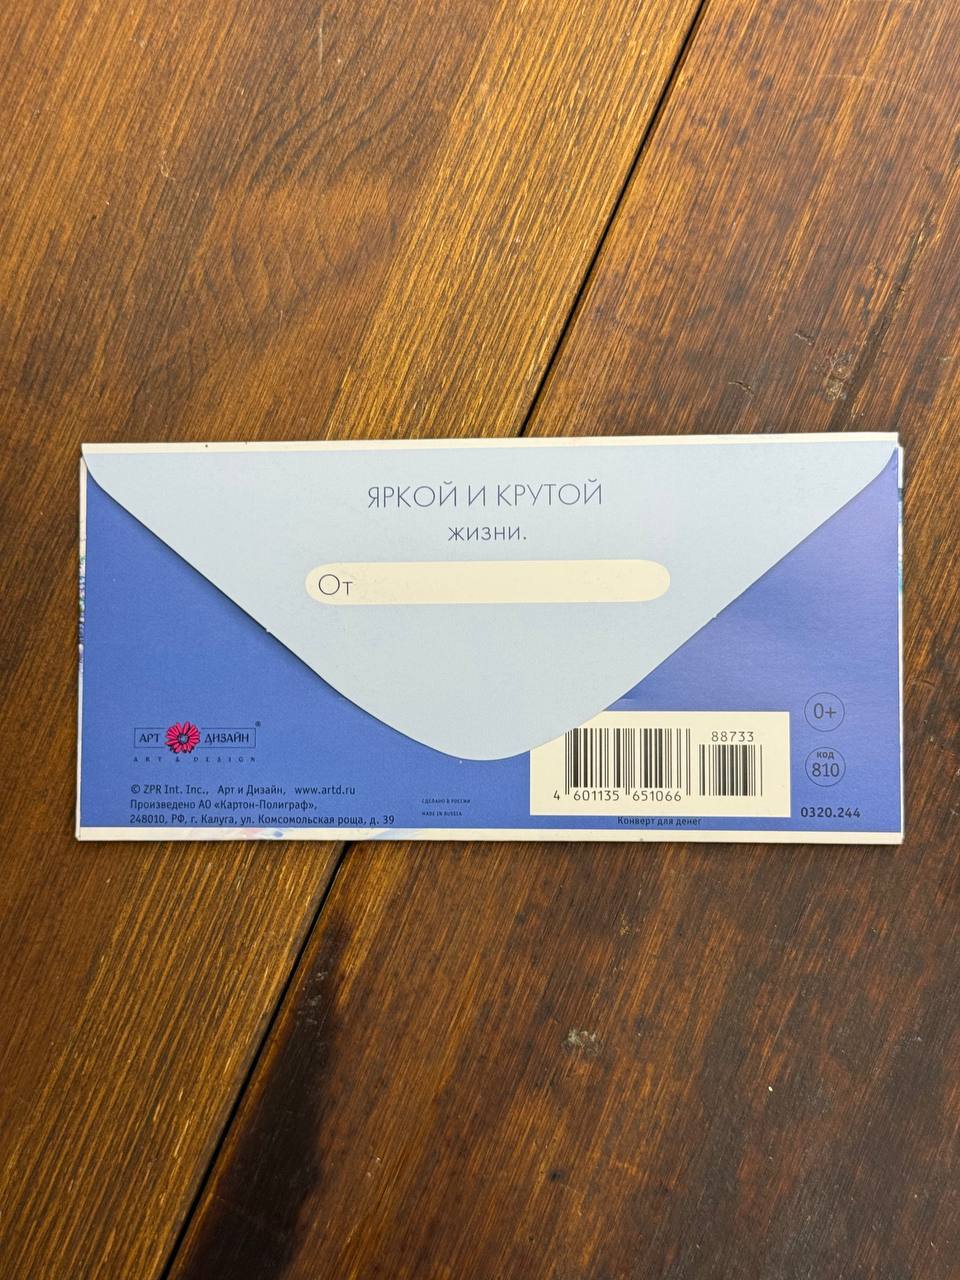 ЯРКОЙ И КРУТОЙ
ЖИЗНИ.
От
АРТ ДИЗАЙН®
ART & DESIGN
© ZPR Int. Inc., Арт и Дизайн, www.artd.ru
Произведено АО «Картон-Полиграф»,
248010, РФ, г. Калуга, ул. Комсомольская роща, д. 39
СДЕЛАНО В РОССИИ
MADE IN RUSSIA
88733
4 601135 651066
Конверт для денег
0+
код
810
0320.244